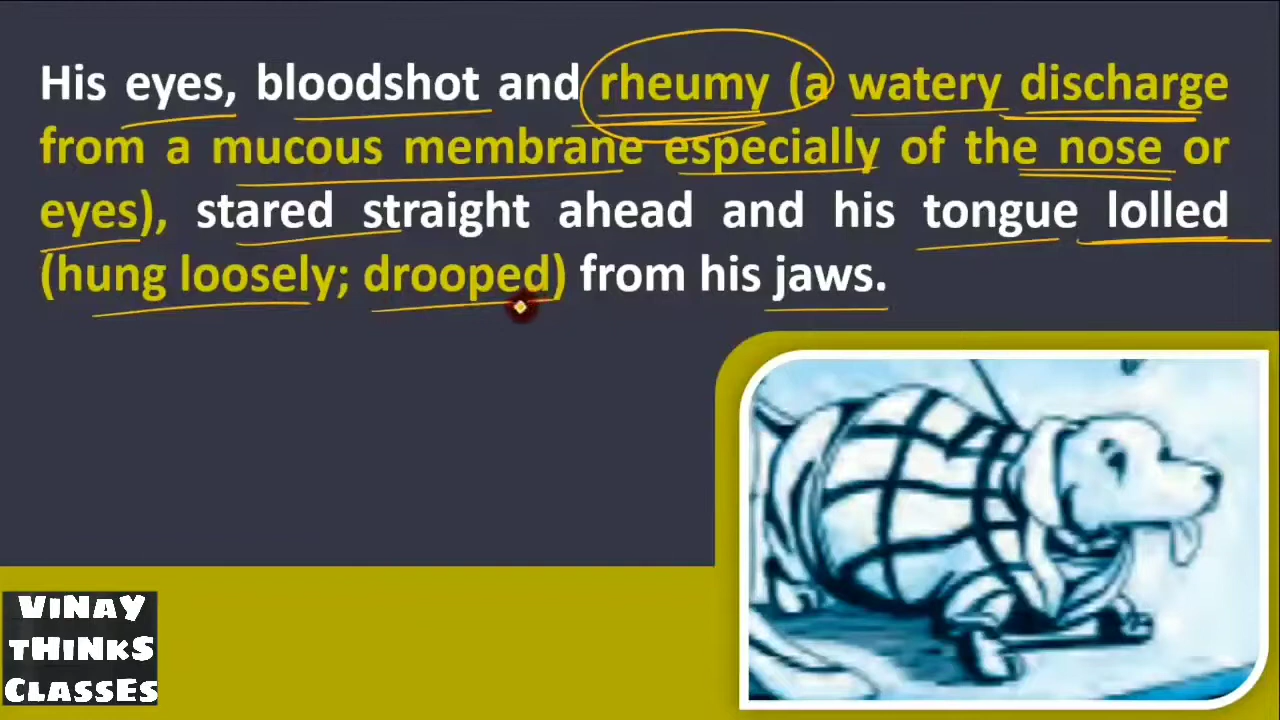 His eyes, bloodshot and rheumy (a watery discharge
from a mucous membrane especially of the nose or
eyes), stared straight ahead and his tongue lolled
(hung loosely; drooped) from his jaws.
ViNAY
THiNKS
CLASSES